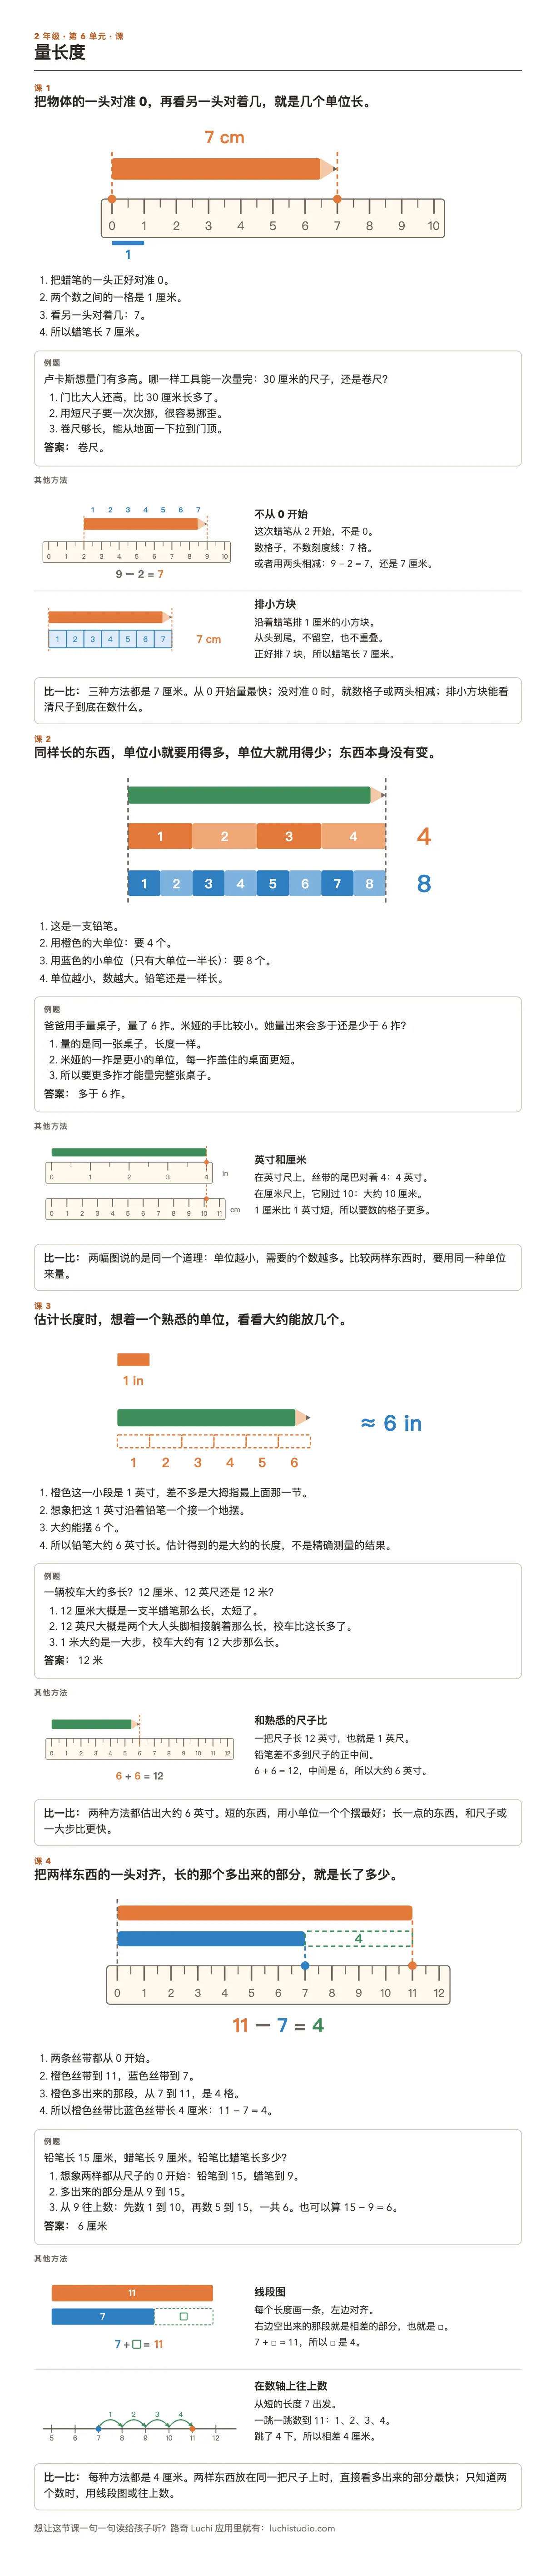 2 年级 · 第 6 单元 · 课
量长度
课 1
把物体的一头对准 0，再看另一头对着几，就是几个单位长。
7 cm
0 1 2 3 4 5 6 7 8 9 10
1
1. 把蜡笔的一头正好对准 0。
2. 两个数之间的一格是 1 厘米。
3. 看另一头对着几：7。
4. 所以蜡笔长 7 厘米。
例题
卢卡斯想量门有多高。哪一样工具能一次量完：30 厘米的尺子，还是卷尺？
1. 门比大人还高，比 30 厘米长多了。
2. 用短尺子要一次次挪，很容易挪歪。
3. 卷尺够长，能从地面一下拉到门顶。
答案： 卷尺。
其他方法
1 2 3 4 5 6 7
0 1 2 3 4 5 6 7 8 9 10
9 − 2 = 7
不从 0 开始
这次蜡笔从 2 开始，不是 0。
数格子，不数刻度线：7 格。
或者用两头相减：9 − 2 = 7，还是 7 厘米。
1 2 3 4 5 6 7
7 cm
排小方块
沿着蜡笔排 1 厘米的小方块。
从头到尾，不留空，也不重叠。
正好排 7 块，所以蜡笔长 7 厘米。
比一比： 三种方法都是 7 厘米。从 0 开始量最快；没对准 0 时，就数格子或两头相减；排小方块能看
清尺子到底在数什么。
课 2
同样长的东西，单位小就要用得多，单位大就用得少；东西本身没有变。
1 2 3 4
4
1 2 3 4 5 6 7 8
8
1. 这是一支铅笔。
2. 用橙色的大单位：要 4 个。
3. 用蓝色的小单位（只有大单位一半长）：要 8 个。
4. 单位越小，数越大。铅笔还是一样长。
例题
爸爸用手量桌子，量了 6 拃。米娅的手比较小。她量出来会多于还是少于 6 拃？
1. 量的是同一张桌子，长度一样。
2. 米娅的一拃是更小的单位，每一拃盖住的桌面更短。
3. 所以要更多拃才能量完整张桌子。
答案： 多于 6 拃。
其他方法
0 1 2 3 4
in
0 1 2 3 4 5 6 7 8 9 10 11
cm
英寸和厘米
在英寸尺上，丝带的尾巴对着 4：4 英寸。
在厘米尺上，它刚过 10：大约 10 厘米。
1 厘米比 1 英寸短，所以要数的格子更多。
比一比： 两幅图说的是同一个道理：单位越小，需要的个数越多。比较两样东西时，要用同一种单位
来量。
课 3
估计长度时，想着一个熟悉的单位，看看大约能放几个。
1 in
≈ 6 in
1 2 3 4 5 6
1. 橙色这一小段是 1 英寸，差不多是大拇指最上面那一节。
2. 想象把这 1 英寸沿着铅笔一个接一个地摆。
3. 大约能摆 6 个。
4. 所以铅笔大约 6 英寸长。估计得到的是大约的长度，不是精确测量的结果。
例题
一辆校车大约多长？12 厘米、12 英尺还是 12 米？
1. 12 厘米大概是一支半蜡笔那么长，太短了。
2. 12 英尺大概是两个大人头脚相接躺着那么长，校车比这长多了。
3. 1 米大约是一大步，校车大约有 12 大步那么长。
答案： 12 米
其他方法
0 1 2 3 4 5 6 7 8 9 10 11 12
6 + 6 = 12
和熟悉的尺子比
一把尺子长 12 英寸，也就是 1 英尺。
铅笔差不多到尺子的正中间。
6 + 6 = 12，中间是 6，所以大约 6 英寸。
比一比： 两种方法都估出大约 6 英寸。短的东西，用小单位一个个摆最好；长一点的东西，和尺子或
一大步比更快。
课 4
把两样东西的一头对齐，长的那个多出来的部分，就是长了多少。
4
0 1 2 3 4 5 6 7 8 9 10 11 12
11 − 7 = 4
1. 两条丝带都从 0 开始。
2. 橙色丝带到 11，蓝色丝带到 7。
3. 橙色多出来的那段，从 7 到 11，是 4 格。
4. 所以橙色丝带比蓝色丝带长 4 厘米：11 − 7 = 4。
例题
铅笔长 15 厘米，蜡笔长 9 厘米。铅笔比蜡笔长多少？
1. 想象两样都从尺子的 0 开始：铅笔到 15，蜡笔到 9。
2. 多出来的部分是从 9 到 15。
3. 从 9 往上数：先数 1 到 10，再数 5 到 15，一共 6。也可以算 15 − 9 = 6。
答案： 6 厘米
其他方法
11
7 □
7 + □ = 11
线段图
每个长度画一条，左边对齐。
右边空出来的那段就是相差的部分，也就是 □。
7 + □ = 11，所以 □ 是 4。
1 2 3 4
5 6 7 8 9 10 11 12
在数轴上往上数
从短的长度 7 出发。
一跳一跳数到 11：1、2、3、4。
跳了 4 下，所以相差 4 厘米。
比一比： 每种方法都是 4 厘米。两样东西放在同一把尺子上时，直接看多出来的部分最快；只知道两
个数时，用线段图或往上数。
想让这节课一句一句读给孩子听？路奇 Luchi 应用里就有：luchistudio.com